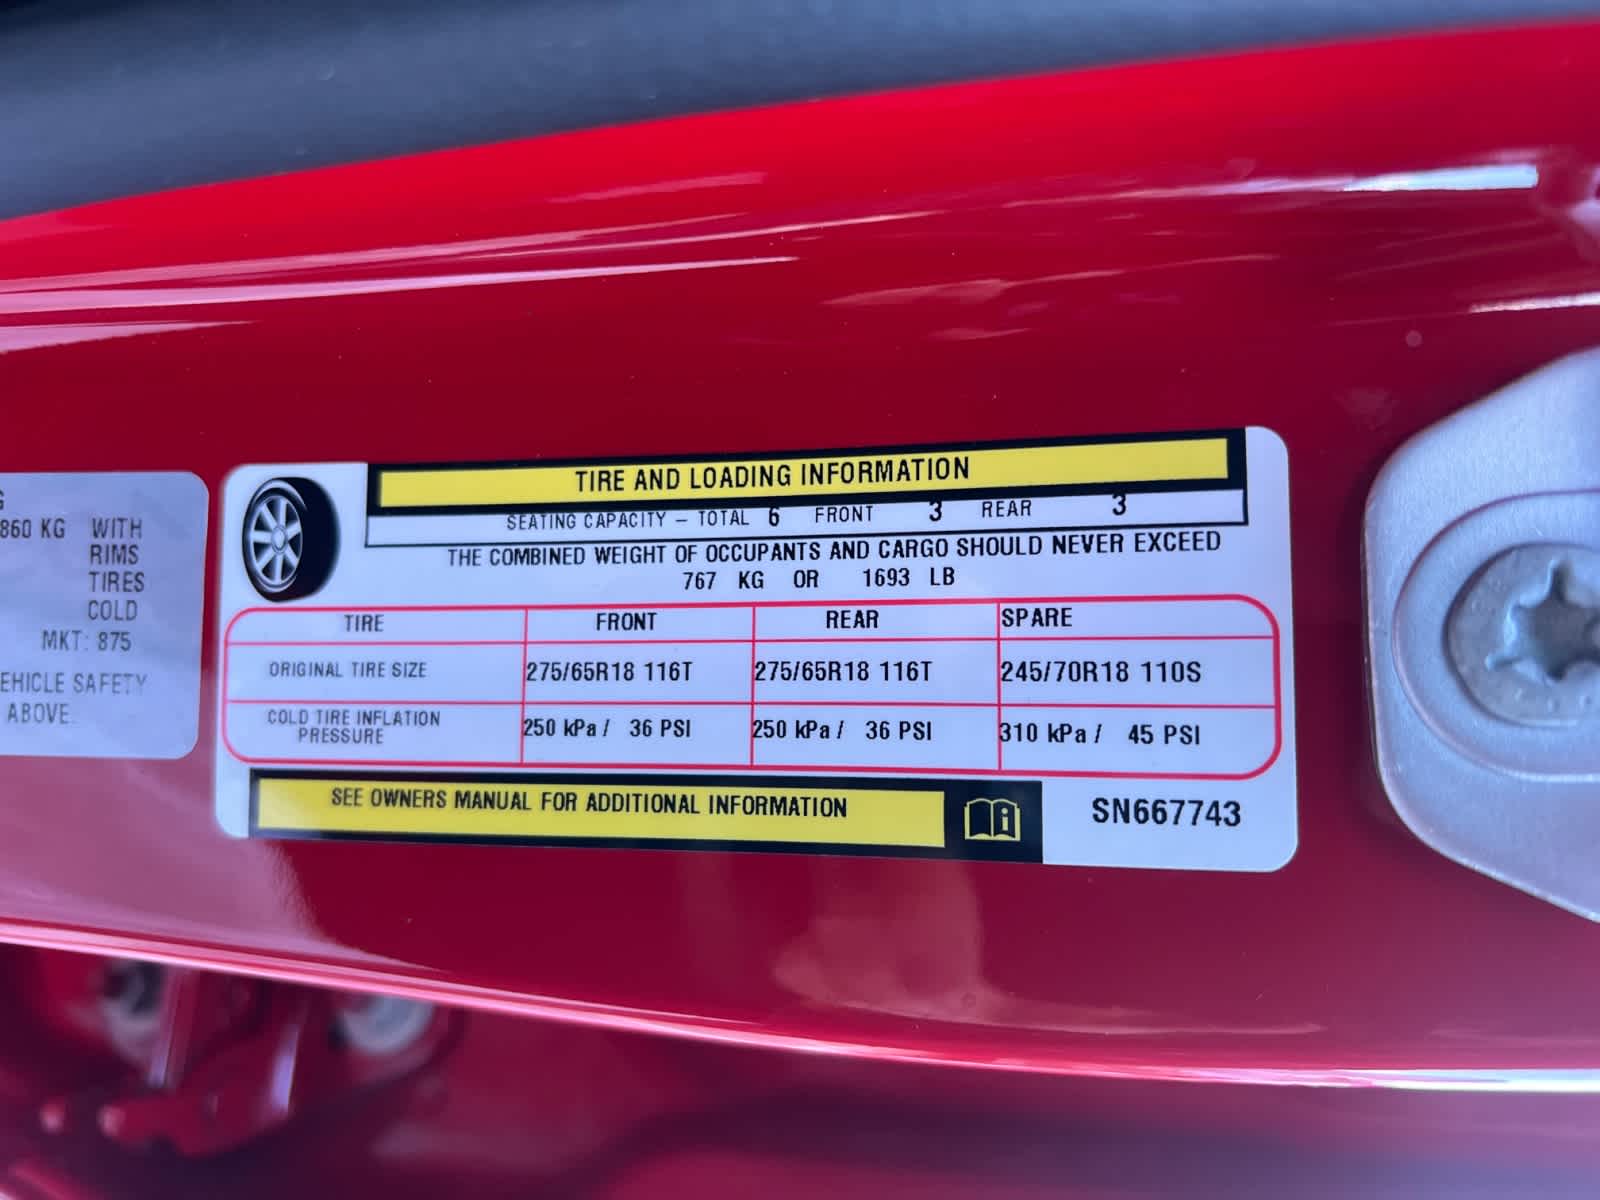 860 KG WITH
RIMS
TIRES
COLD
MKT: 875
VEHICLE SAFETY
ABOVE.
TIRE AND LOADING INFORMATION
SEATING CAPACITY – TOTAL 6 FRONT 3 REAR 3
THE COMBINED WEIGHT OF OCCUPANTS AND CARGO SHOULD NEVER EXCEED
767 KG OR 1693 LB
TIRE FRONT REAR SPARE
ORIGINAL TIRE SIZE 275/65R18 116T 275/65R18 116T 245/70R18 110S
COLD TIRE INFLATION
PRESSURE 250 kPa / 36 PSI 250 kPa / 36 PSI 310 kPa / 45 PSI
SEE OWNERS MANUAL FOR ADDITIONAL INFORMATION
SN667743